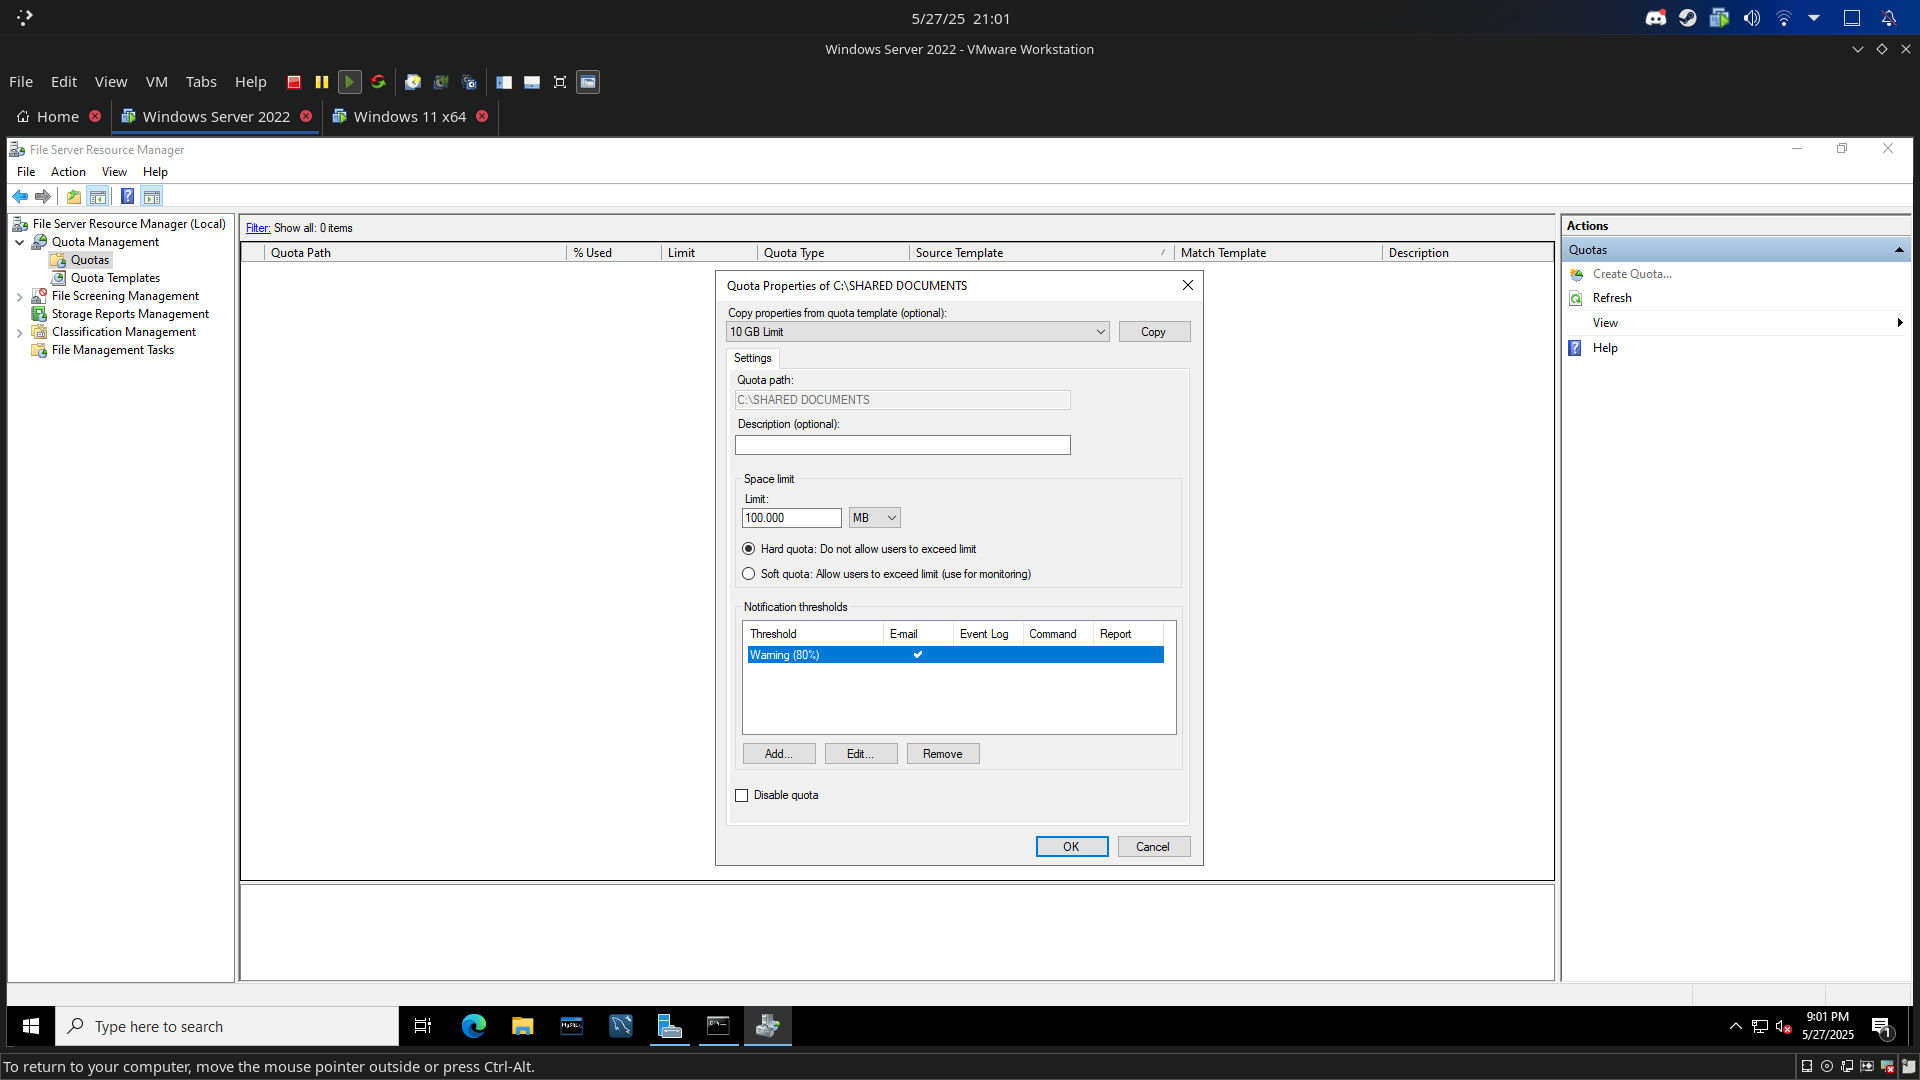 5/27/25 21:01
Windows Server 2022 - VMware Workstation
File Edit View VM Tabs Help
Home Windows Server 2022 Windows 11 x64
File Server Resource Manager
File Action View Help
File Server Resource Manager (Local)
Quota Management
Quotas
Quota Templates
File Screening Management
Storage Reports Management
Classification Management
File Management Tasks
Filter: Show all: 0 items
Quota Path % Used Limit Quota Type Source Template Match Template Description
Quota Properties of C:\SHARED DOCUMENTS
Copy properties from quota template (optional):
10 GB Limit Copy
Settings
Quota path:
C:\SHARED DOCUMENTS
Description (optional):
Space limit
Limit:
100.000 MB
Hard quota: Do not allow users to exceed limit
Soft quota: Allow users to exceed limit (use for monitoring)
Notification thresholds
Threshold E-mail Event Log Command Report
Warning (80%)
Add... Edit... Remove
Disable quota
OK Cancel
Actions
Quotas
Create Quota...
Refresh
View
Help
Type here to search
MySQL
9:01 PM
5/27/2025
1
To return to your computer, move the mouse pointer outside or press Ctrl-Alt.